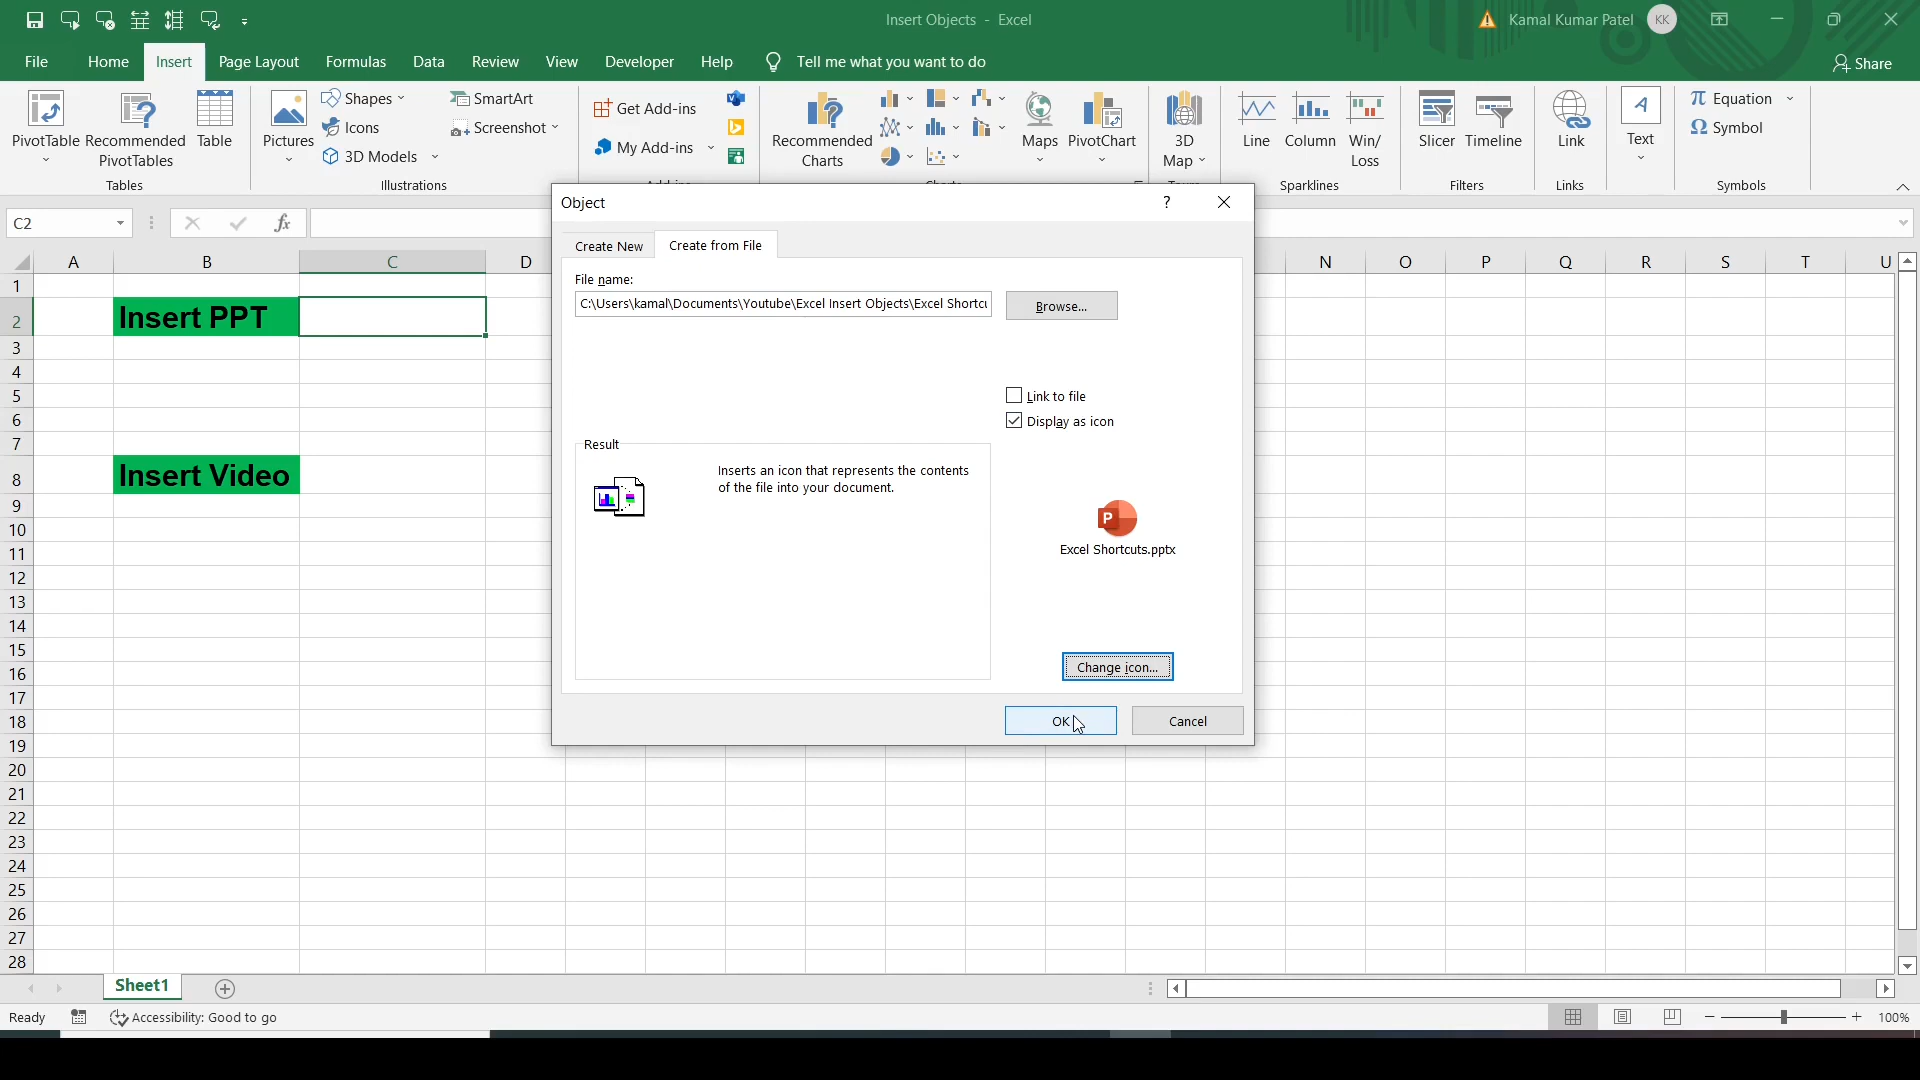 Insert Objects - Excel
Kamal Kumar Patel
KK
File
Home
Insert
Page Layout
Formulas
Data
Review
View
Developer
Help
Tell me what you want to do
Share
PivotTable
Recommended
PivotTables
Table
Tables
Pictures
Shapes
Icons
3D Models
SmartArt
Screenshot
Illustrations
Get Add-ins
My Add-ins
Recommended
Charts
Maps
PivotChart
3D
Map
Line
Column
Win/
Loss
Sparklines
Slicer
Timeline
Filters
Link
Links
A
Text
π Equation
Ω Symbol
Symbols
C2
fx
Object
?
Create New
Create from File
File name:
C:\Users\kamal\Documents\Youtube\Excel Insert Objects\Excel Shortcu
Browse...
Link to file
Display as icon
Result
Inserts an icon that represents the contents
of the file into your document.
P
Excel Shortcuts.pptx
Change icon...
OK
Cancel
A B C D N O P Q R S T U
1
2 Insert PPT
3
4
5
6
7
8 Insert Video
9
10
11
12
13
14
15
16
17
18
19
20
21
22
23
24
25
26
27
28
Sheet1
Ready
Accessibility: Good to go
100%